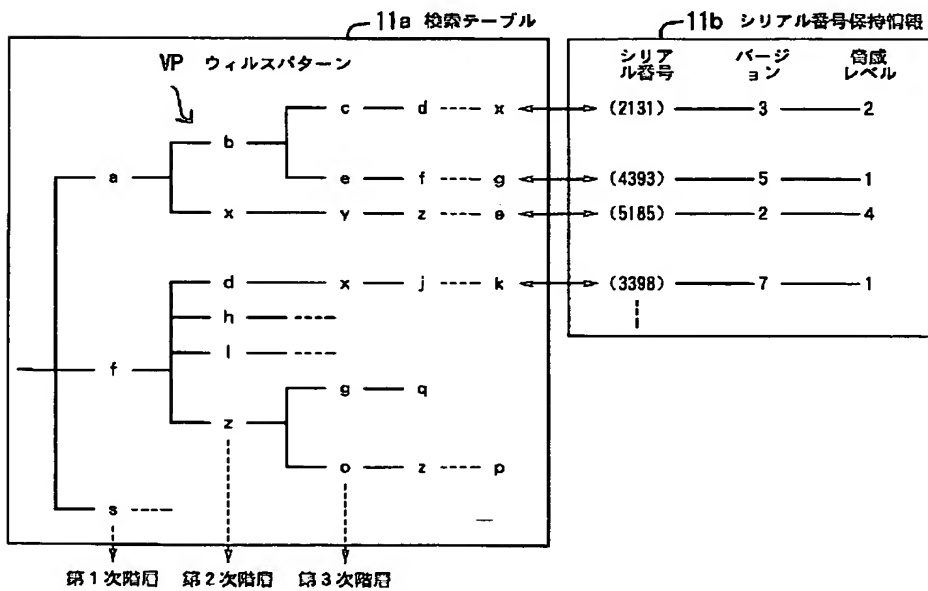 11a 検索テーブル
11b シリアル番号保持情報
VP ウィルスパターン
シリア バージ 脅威
ル番号 ョン レベル
c d x (2131) 3 2
b
a e f g (4393) 5 1
x y z e (5185) 2 4
d x j k (3398) 7 1
h
l
f g q
z
o z p
s
第1次階層 第2次階層 第3次階層